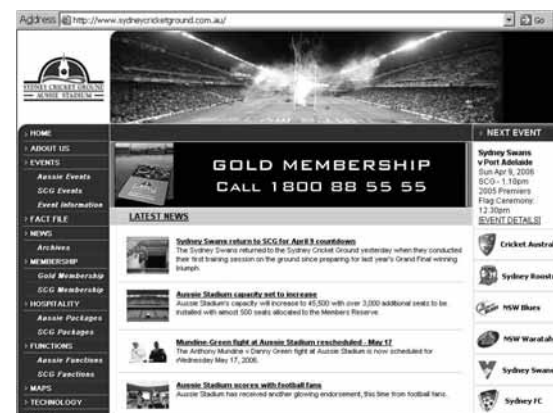 Address http://www.sydneycricketground.com.au/ Go
SYDNEY CRICKET GROUND
AUSSIE STADIUM
HOME
ABOUT US
EVENTS
Aussie Events
SCG Events
Event Information
FACT FILE
NEWS
Archives
MEMBERSHIP
Gold Membership
SCG Membership
HOSPITALITY
Aussie Packages
SCG Packages
FUNCTIONS
Aussie Functions
SCG Functions
MAPS
TECHNOLOGY
GOLD MEMBERSHIP
CALL 1800 88 55 55
LATEST NEWS
Sydney Swans return to SCG for April 9 countdown
The Sydney Swans returned to the Sydney Cricket Ground yesterday when they conducted
their first training session on the ground since preparing for last year's Grand Final winning
triumph.
Aussie Stadium capacity set to increase
Aussie Stadium's capacity will increase to 45,500 with over 3,000 additional seats to be
installed with almost 500 seats allocated to the Members Reserve.
Mundine-Green fight at Aussie Stadium rescheduled - May 17
The Anthony Mundine v Danny Green fight at Aussie Stadium is now scheduled for
Wednesday May 17, 2006.
Aussie Stadium scores with football fans
Aussie Stadium has received another glowing endorsement, this time from football fans.
NEXT EVENT
Sydney Swans
v Port Adelaide
Sun Apr 9, 2006
SCG - 1.10pm
2005 Premiers
Flag Ceremony:
12.30pm
[EVENT DETAILS]
Cricket Austral
Sydney Roost
NSW Blues
NSW Waratah
Sydney Swans
Sydney FC